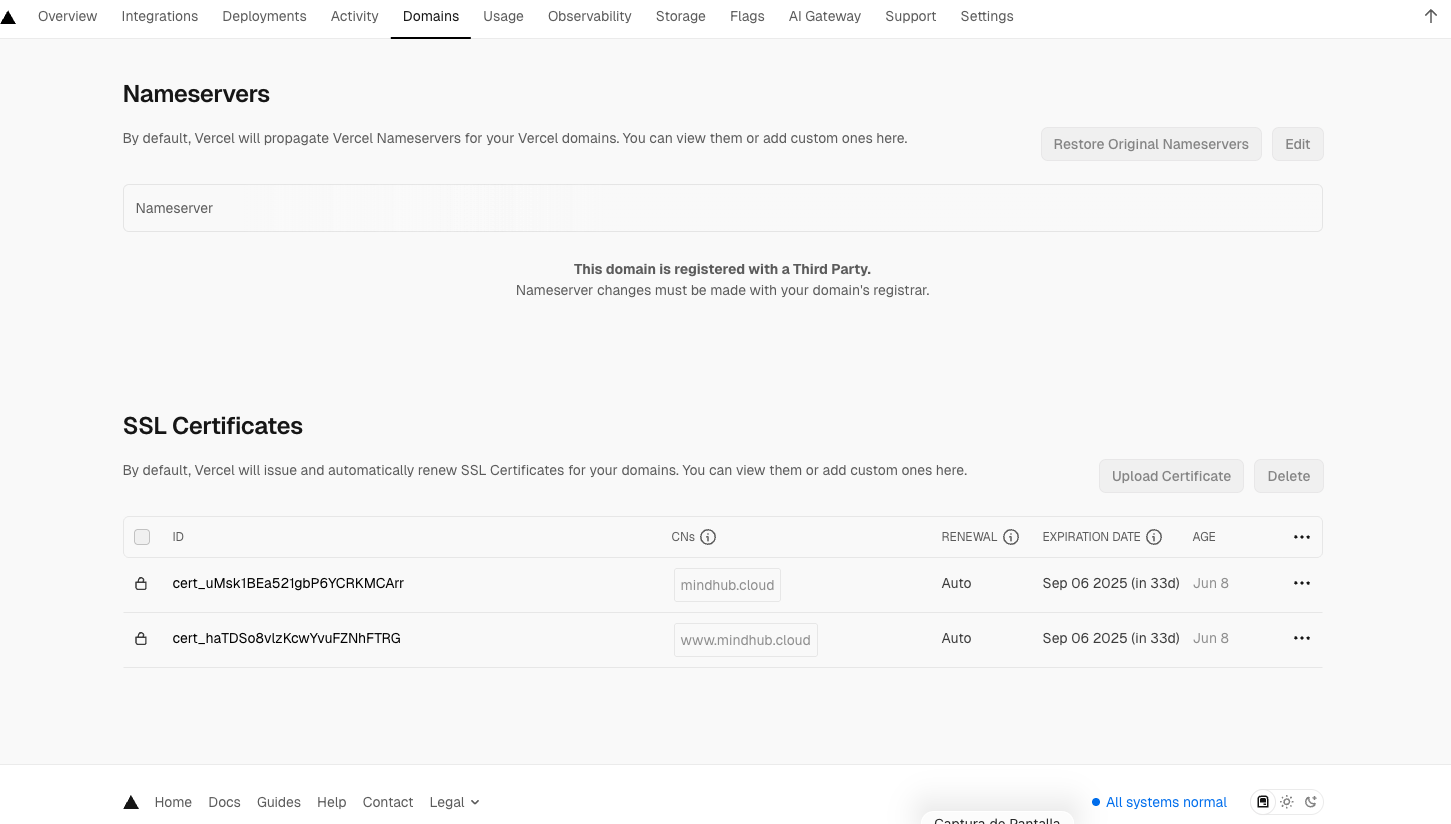 Overview Integrations Deployments Activity Domains Usage Observability Storage Flags AI Gateway Support Settings
Nameservers
By default, Vercel will propagate Vercel Nameservers for your Vercel domains. You can view them or add custom ones here.
Restore Original Nameservers Edit
Nameserver
This domain is registered with a Third Party.
Nameserver changes must be made with your domain's registrar.
SSL Certificates
By default, Vercel will issue and automatically renew SSL Certificates for your domains. You can view them or add custom ones here.
Upload Certificate Delete
ID CNs RENEWAL EXPIRATION DATE AGE
cert_uMsk1BEa521gbP6YCRKMCArr mindhub.cloud Auto Sep 06 2025 (in 33d) Jun 8
cert_haTDSo8vlzKcwYvuFZNhFTRG www.mindhub.cloud Auto Sep 06 2025 (in 33d) Jun 8
Home Docs Guides Help Contact Legal All systems normal
Captura de Pantalla